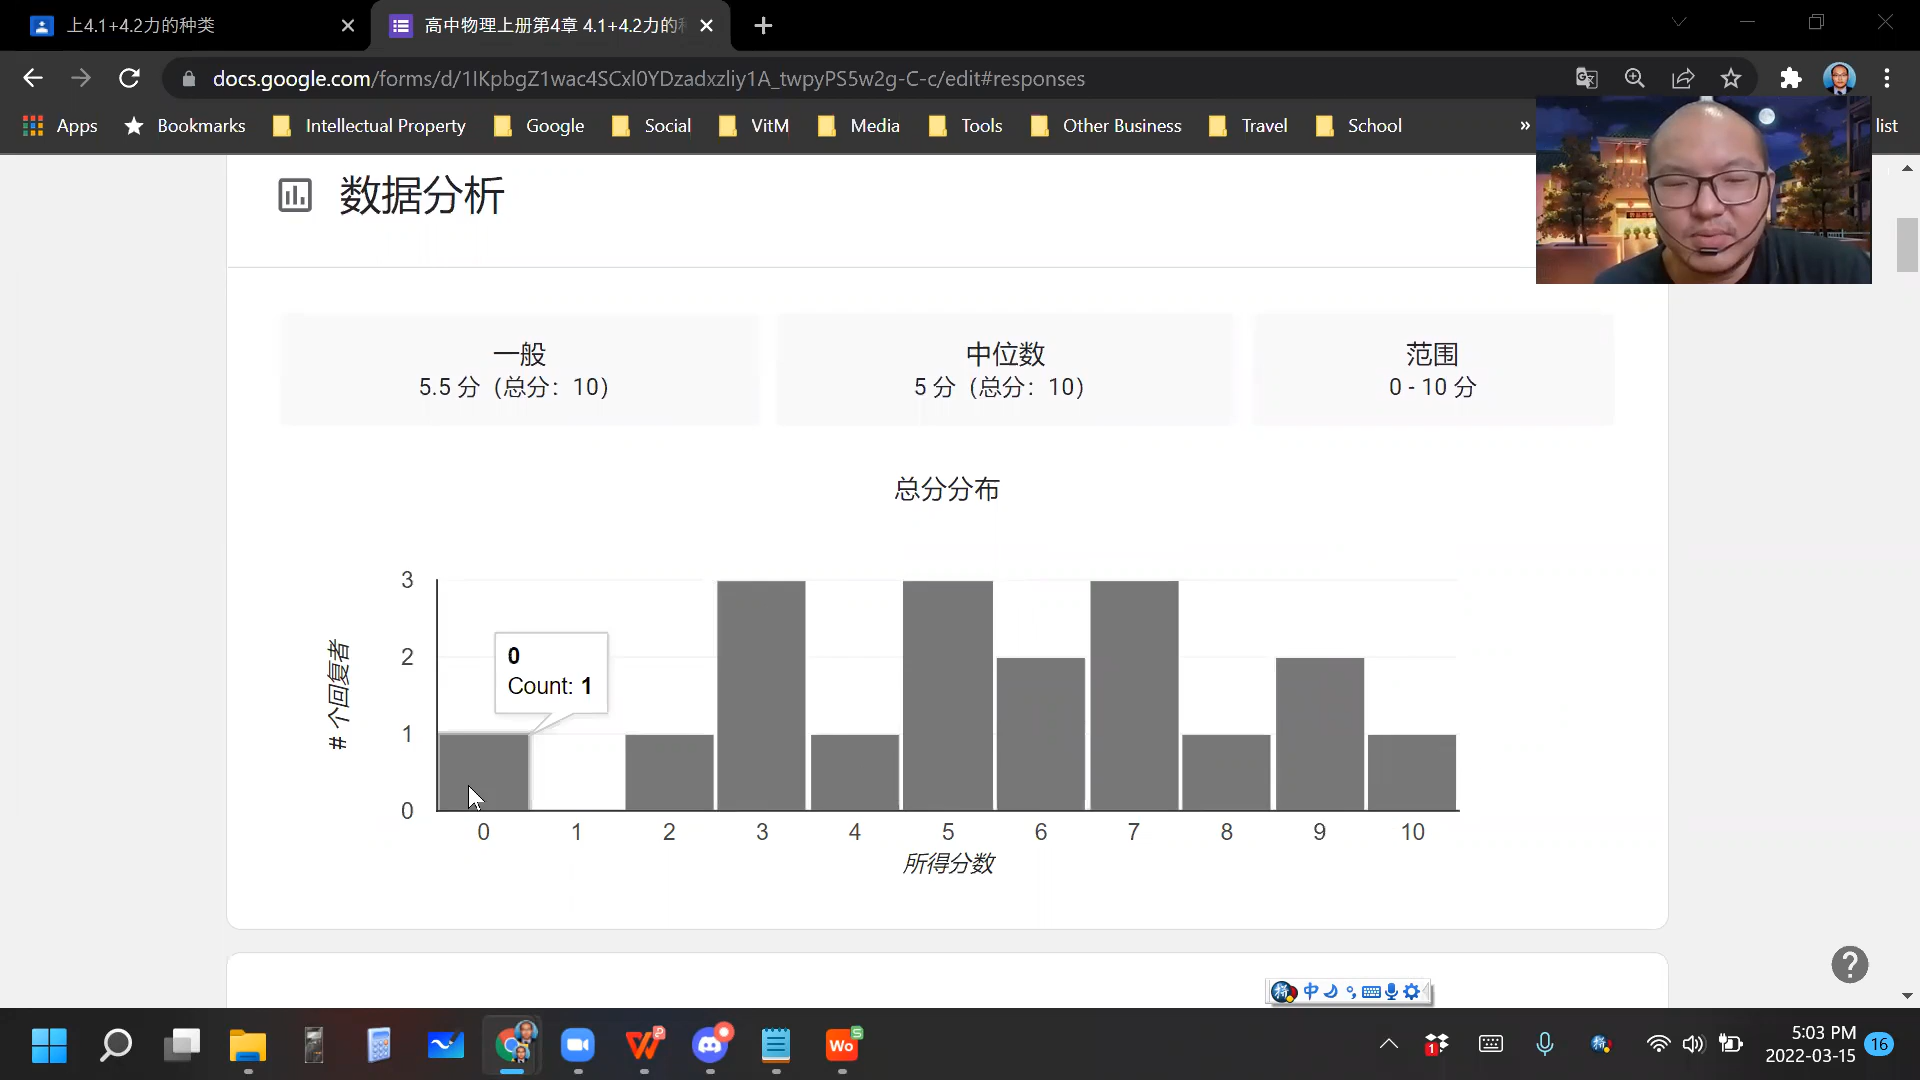 上4.1+4.2力的种类
高中物理上册第4章 4.1+4.2力的种
docs.google.com/forms/d/1IKpbgZ1wac4SCxl0YDzadxzliy1A_twpyPS5w2g-C-c/edit#responses
Apps Bookmarks Intellectual Property Google Social VitM Media Tools Other Business Travel School » list
数据分析
一般 中位数 范围
5.5 分（总分：10） 5 分（总分：10） 0 - 10 分
总分分布
# 个回复者
3
2
1
0
0
Count: 1
0 1 2 3 4 5 6 7 8 9 10
所得分数
中
5:03 PM
2022-03-15
16